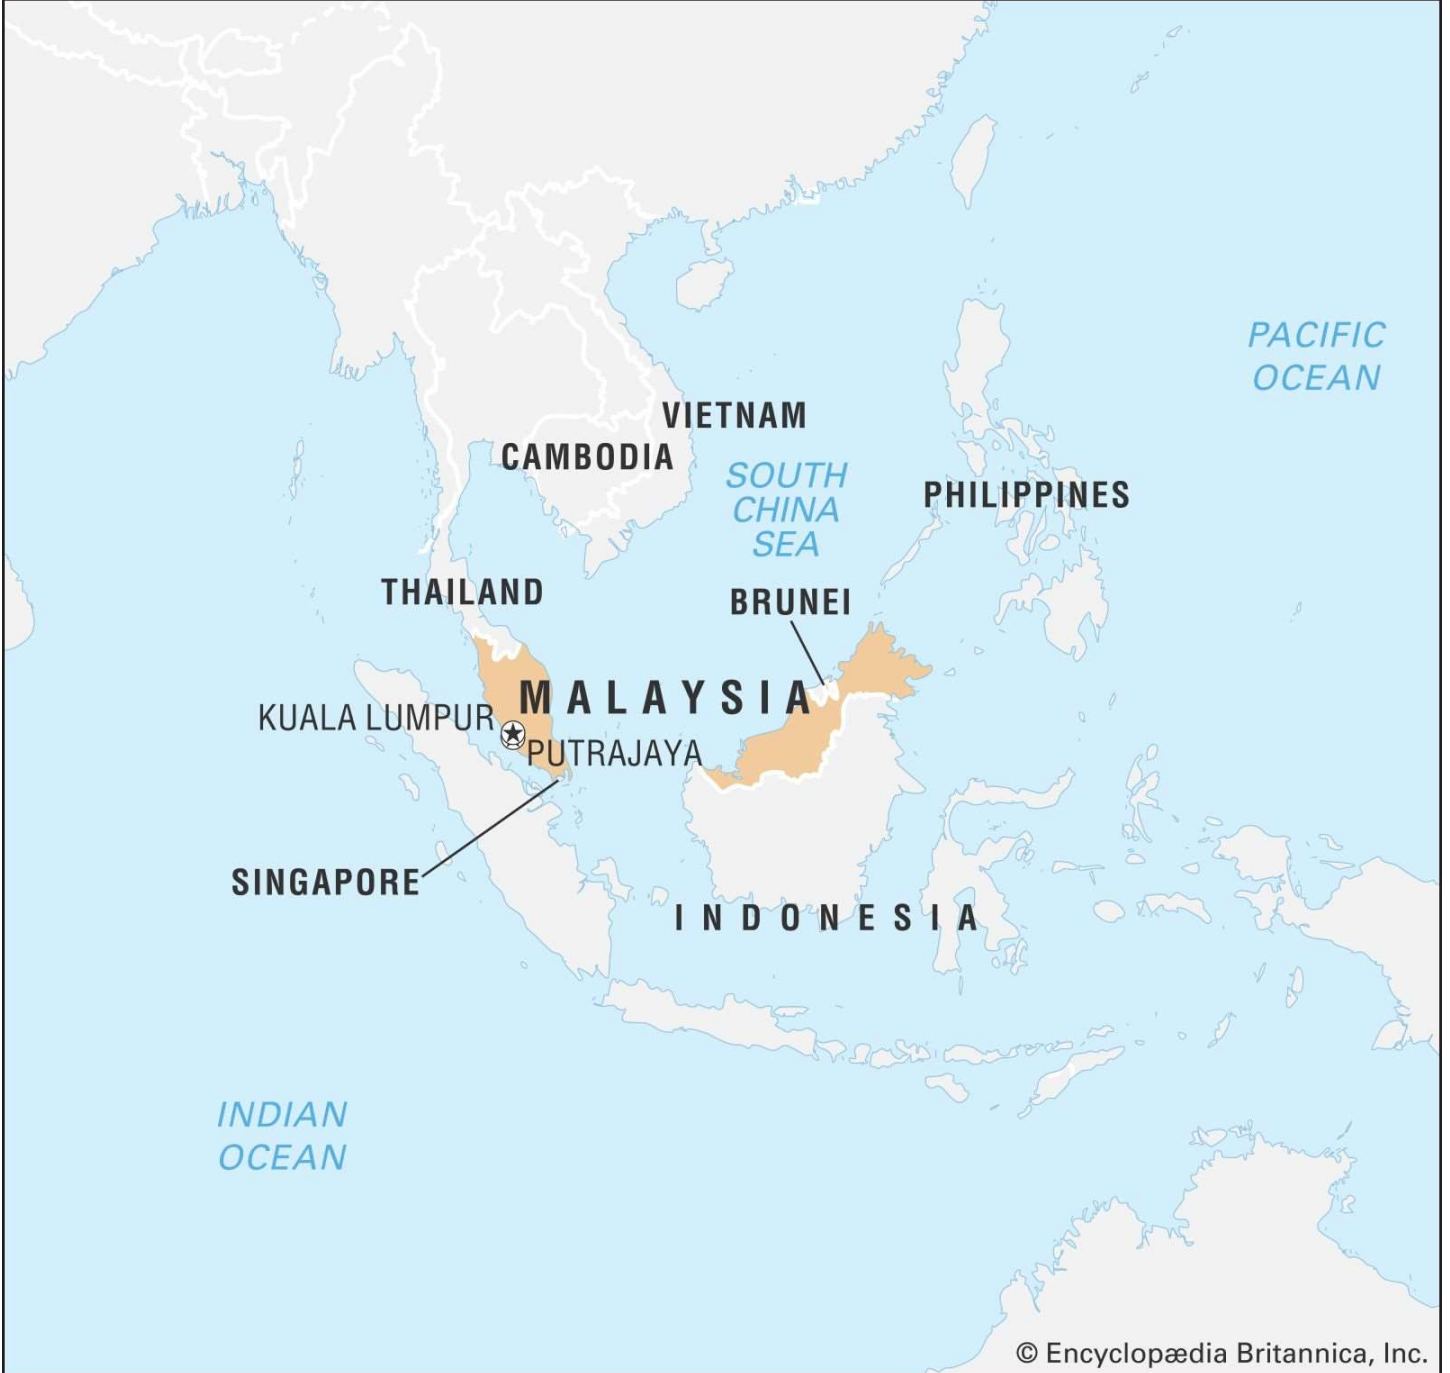 PACIFIC
OCEAN
VIETNAM
CAMBODIA
SOUTH
CHINA
SEA
PHILIPPINES
THAILAND
BRUNEI
MALAYSIA
KUALA LUMPUR
PUTRAJAYA
SINGAPORE
INDONESIA
INDIAN
OCEAN
© Encyclopædia Britannica, Inc.